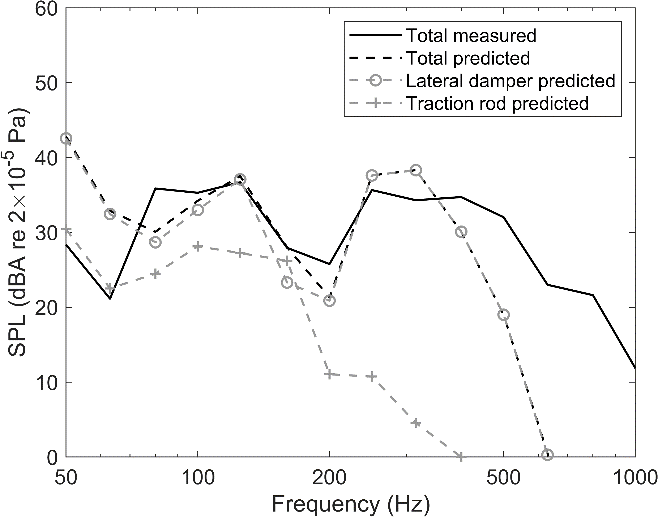 60
50
40
30
20
10
0
SPL (dBA re 2×10⁻⁵ Pa)
Total measured
Total predicted
Lateral damper predicted
Traction rod predicted
50 100 200 500 1000
Frequency (Hz)